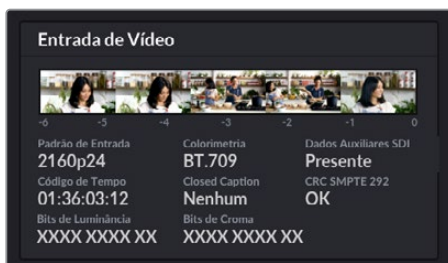 Entrada de Vídeo
-6 -5 -4 -3 -2 -1 0
Padrão de Entrada Colorimetria Dados Auxiliares SDI
2160p24 BT.709 Presente
Código de Tempo Closed Caption CRC SMPTE 292
01:36:03:12 Nenhum OK
Bits de Luminância Bits de Croma
XXXX XXXX XX XXXX XXXX XX